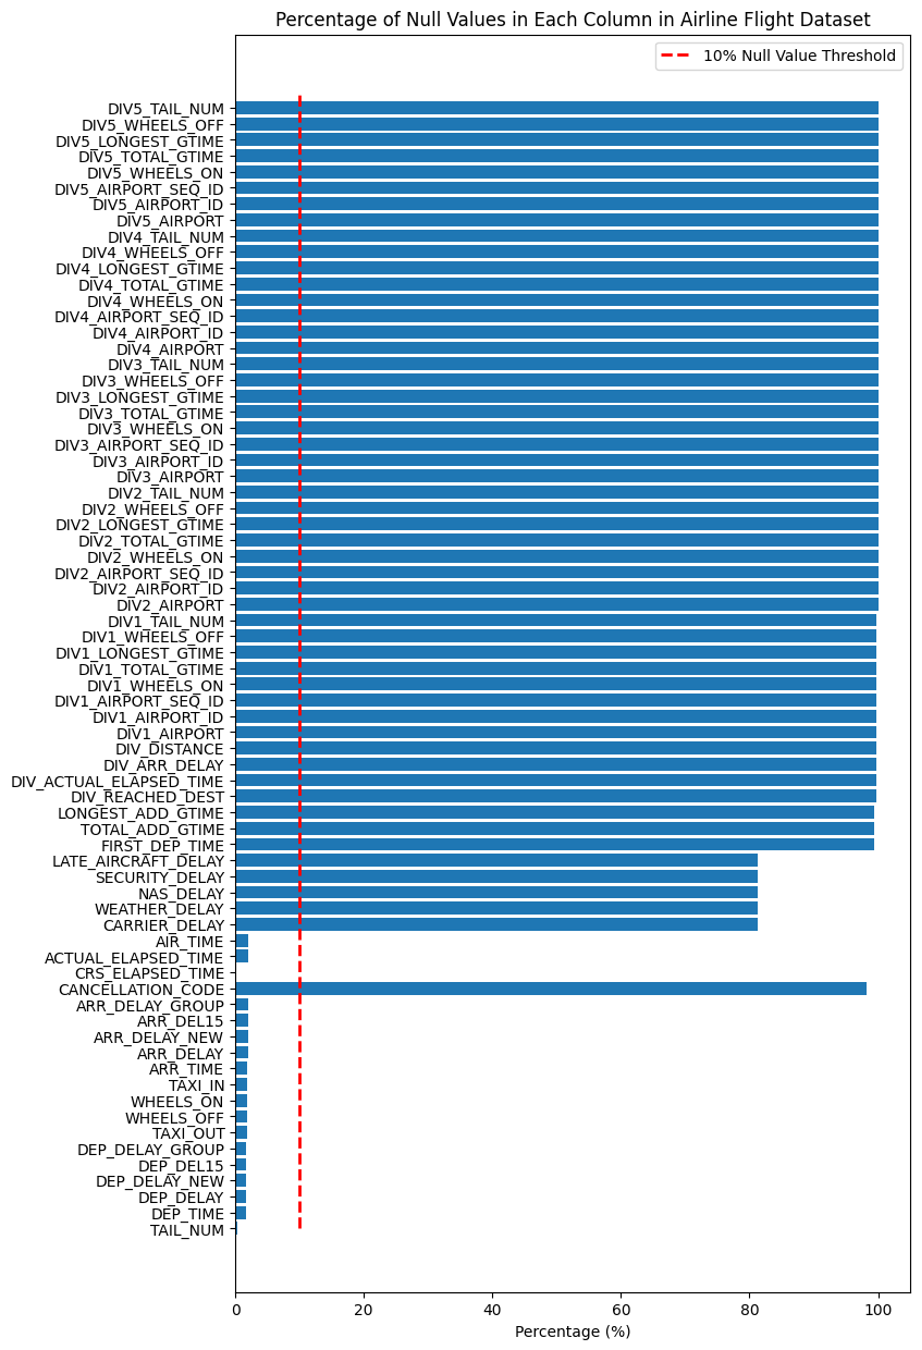 Percentage of Null Values in Each Column in Airline Flight Dataset
10% Null Value Threshold
DIV5_TAIL_NUM
DIV5_WHEELS_OFF
DIV5_LONGEST_GTIME
DIV5_TOTAL_GTIME
DIV5_WHEELS_ON
DIV5_AIRPORT_SEQ_ID
DIV5_AIRPORT_ID
DIV5_AIRPORT
DIV4_TAIL_NUM
DIV4_WHEELS_OFF
DIV4_LONGEST_GTIME
DIV4_TOTAL_GTIME
DIV4_WHEELS_ON
DIV4_AIRPORT_SEQ_ID
DIV4_AIRPORT_ID
DIV4_AIRPORT
DIV3_TAIL_NUM
DIV3_WHEELS_OFF
DIV3_LONGEST_GTIME
DIV3_TOTAL_GTIME
DIV3_WHEELS_ON
DIV3_AIRPORT_SEQ_ID
DIV3_AIRPORT_ID
DIV3_AIRPORT
DIV2_TAIL_NUM
DIV2_WHEELS_OFF
DIV2_LONGEST_GTIME
DIV2_TOTAL_GTIME
DIV2_WHEELS_ON
DIV2_AIRPORT_SEQ_ID
DIV2_AIRPORT_ID
DIV2_AIRPORT
DIV1_TAIL_NUM
DIV1_WHEELS_OFF
DIV1_LONGEST_GTIME
DIV1_TOTAL_GTIME
DIV1_WHEELS_ON
DIV1_AIRPORT_SEQ_ID
DIV1_AIRPORT_ID
DIV1_AIRPORT
DIV_DISTANCE
DIV_ARR_DELAY
DIV_ACTUAL_ELAPSED_TIME
DIV_REACHED_DEST
LONGEST_ADD_GTIME
TOTAL_ADD_GTIME
FIRST_DEP_TIME
LATE_AIRCRAFT_DELAY
SECURITY_DELAY
NAS_DELAY
WEATHER_DELAY
CARRIER_DELAY
AIR_TIME
ACTUAL_ELAPSED_TIME
CRS_ELAPSED_TIME
CANCELLATION_CODE
ARR_DELAY_GROUP
ARR_DEL15
ARR_DELAY_NEW
ARR_DELAY
ARR_TIME
TAXI_IN
WHEELS_ON
WHEELS_OFF
TAXI_OUT
DEP_DELAY_GROUP
DEP_DEL15
DEP_DELAY_NEW
DEP_DELAY
DEP_TIME
TAIL_NUM
0 20 40 60 80 100
Percentage (%)